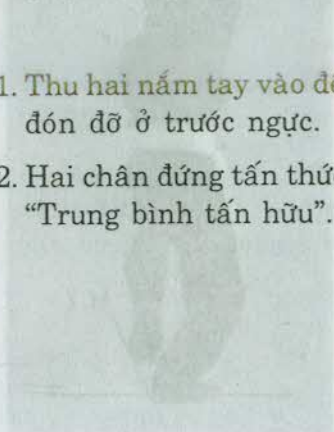 1. Thu hai nắm tay vào để
đón đỡ ở trước ngực.
2. Hai chân đứng tấn thứ
“Trung bình tấn hữu”.